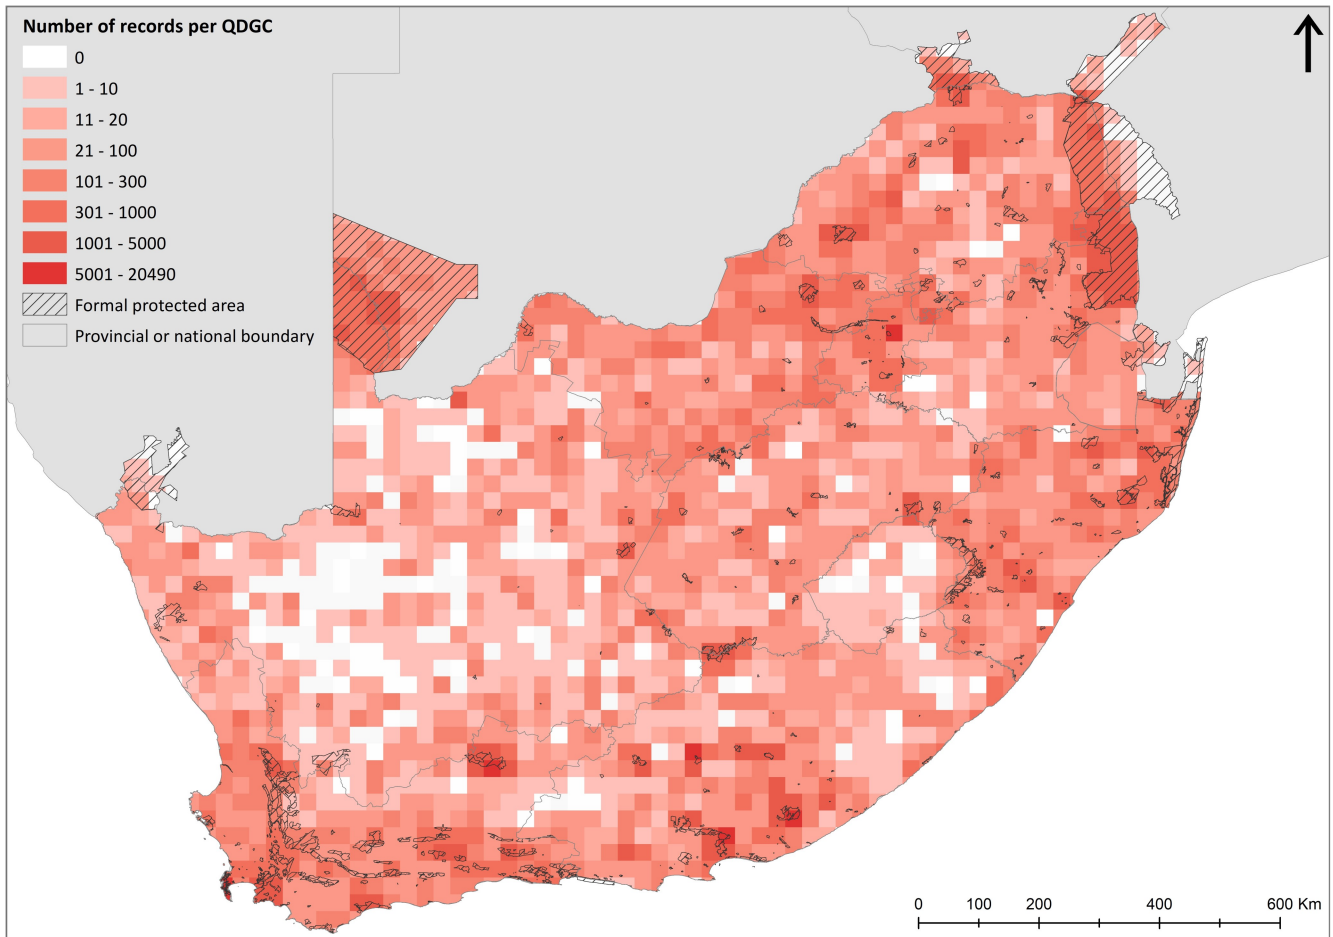 Number of records per QDGC
0
1 - 10
11 - 20
21 - 100
101 - 300
301 - 1000
1001 - 5000
5001 - 20490
Formal protected area
Provincial or national boundary
0 100 200 400 600 Km